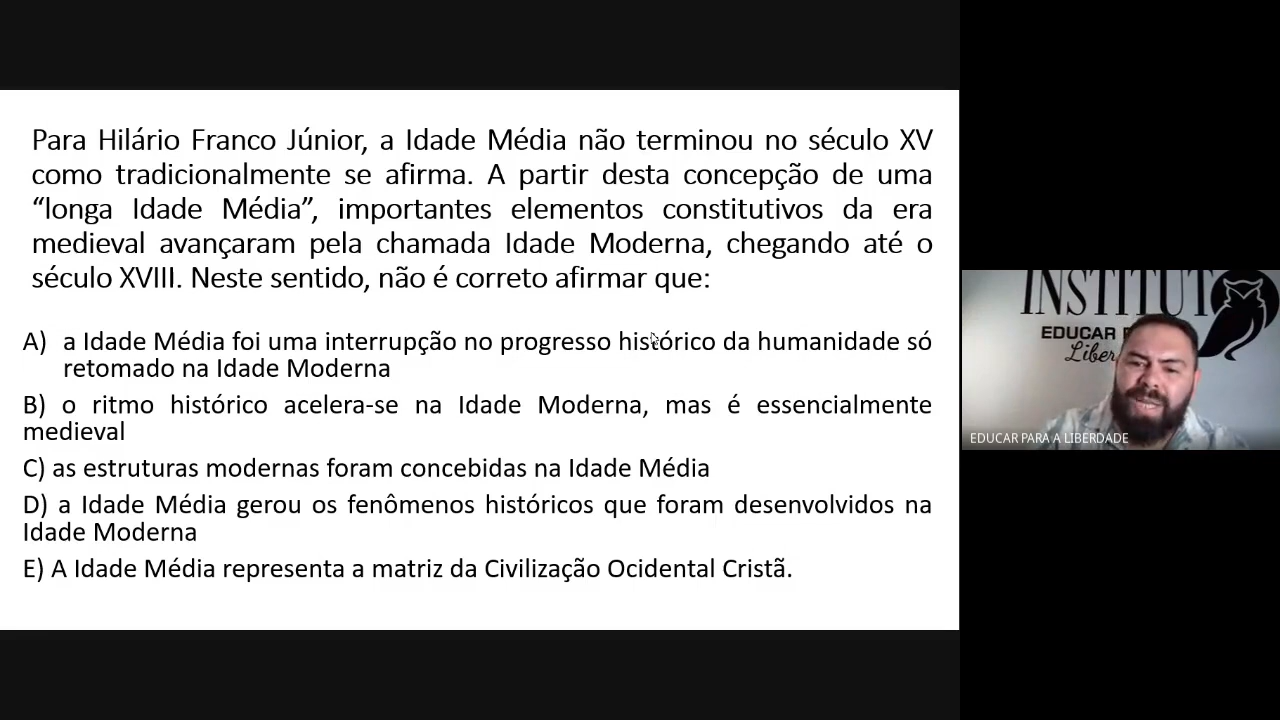 Para Hilário Franco Júnior, a Idade Média não terminou no século XV
como tradicionalmente se afirma. A partir desta concepção de uma
“longa Idade Média”, importantes elementos constitutivos da era
medieval avançaram pela chamada Idade Moderna, chegando até o
século XVIII. Neste sentido, não é correto afirmar que:
A) a Idade Média foi uma interrupção no progresso histórico da humanidade só
retomado na Idade Moderna
B) o ritmo histórico acelera-se na Idade Moderna, mas é essencialmente
medieval
C) as estruturas modernas foram concebidas na Idade Média
D) a Idade Média gerou os fenômenos históricos que foram desenvolvidos na
Idade Moderna
E) A Idade Média representa a matriz da Civilização Ocidental Cristã.
INSTITUT
EDUCAR
Liber
EDUCAR PARA A LIBERDADE